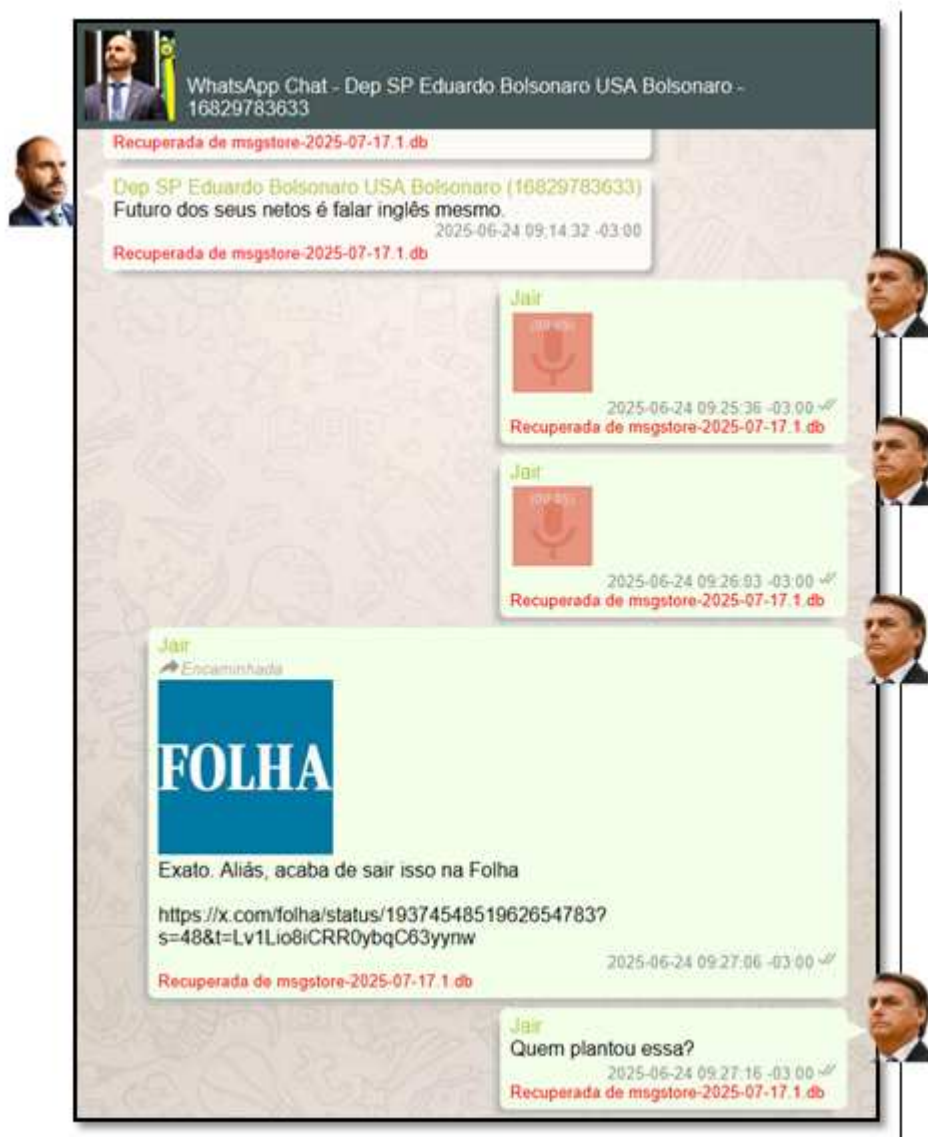 WhatsApp Chat - Dep SP Eduardo Bolsonaro USA Bolsonaro -
16829783633
Recuperada de msgstore-2025-07-17.1.db
Dep SP Eduardo Bolsonaro USA Bolsonaro (16829783633)
Futuro dos seus netos é falar inglês mesmo.
2025-06-24 09:14:32 -03:00
Recuperada de msgstore-2025-07-17.1.db
Jair
2025-06-24 09:25:36 -03:00
Recuperada de msgstore-2025-07-17.1.db
Jair
2025-06-24 09:26:03 -03:00
Recuperada de msgstore-2025-07-17.1.db
Jair
Encaminhada
FOLHA
Exato. Aliás, acaba de sair isso na Folha
https://x.com/folha/status/1937454851962654783?
s=48&t=Lv1Lio8iCRR0ybqC63yynw
2025-06-24 09:27:06 -03:00
Recuperada de msgstore-2025-07-17.1.db
Jair
Quem plantou essa?
2025-06-24 09:27:16 -03:00
Recuperada de msgstore-2025-07-17.1.db